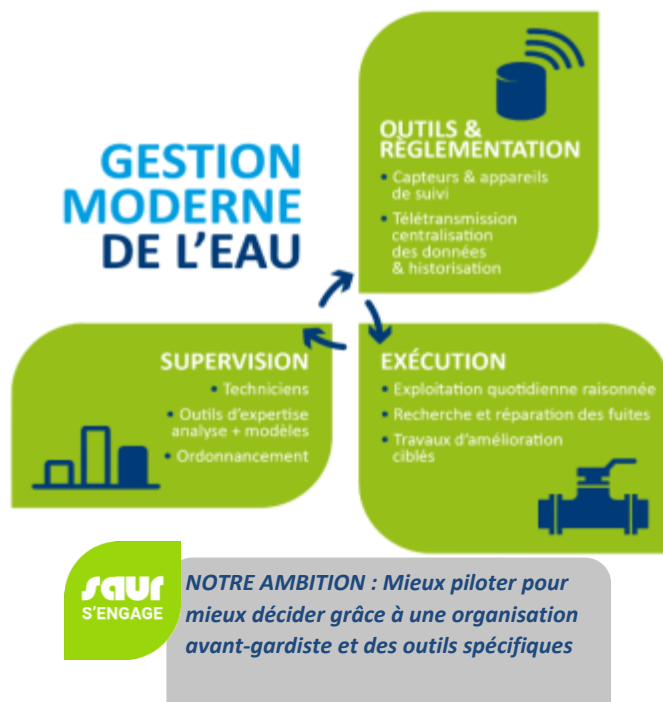 GESTION
MODERNE
DE L'EAU
OUTILS &
RÈGLEMENTATION
• Capteurs & appareils
de suivi
• Télétransmission
centralisation
des données
& historisation
SUPERVISION
• Techniciens
• Outils d'expertise
analyse + modèles
• Ordonnancement
EXÉCUTION
• Exploitation quotidienne raisonnée
• Recherche et réparation des fuites
• Travaux d'amélioration
ciblés
saur
S'ENGAGE
NOTRE AMBITION : Mieux piloter pour
mieux décider grâce à une organisation
avant-gardiste et des outils spécifiques